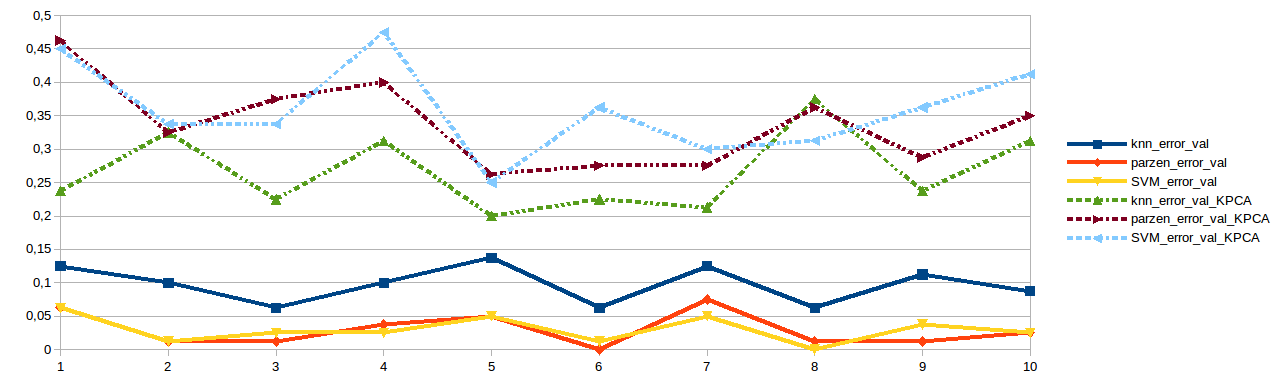 0,5
0,45
0,4
0,35
0,3
0,25
0,2
0,15
0,1
0,05
0
1 2 3 4 5 6 7 8 9 10
knn_error_val
parzen_error_val
SVM_error_val
knn_error_val_KPCA
parzen_error_val_KPCA
SVM_error_val_KPCA